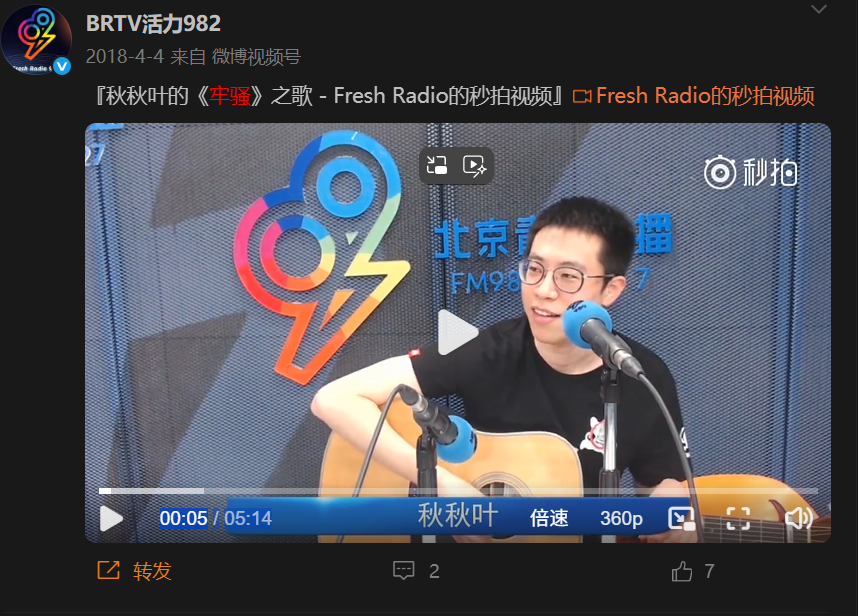 BRTV活力982
2018-4-4 来自 微博视频号
『秋秋叶的《牢骚》之歌 - Fresh Radio的秒拍视频』Fresh Radio的秒拍视频
秒拍
北京青 播
FM98 7
秋秋叶
00:05 / 05:14
倍速
360p
转发
2
7